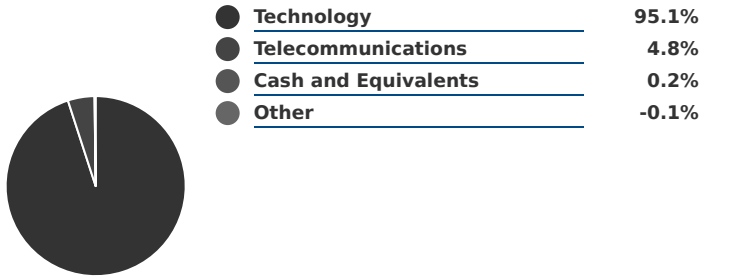 Technology 95.1%
Telecommunications 4.8%
Cash and Equivalents 0.2%
Other -0.1%